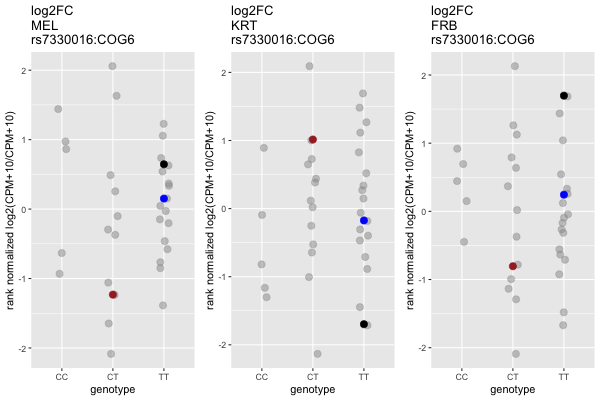 log2FC
MEL
rs7330016:COG6
rank normalized log2(CPM+10/CPM+10)
2
1
0
-1
-2
CC
CT
TT
genotype
log2FC
KRT
rs7330016:COG6
rank normalized log2(CPM+10/CPM+10)
2
1
0
-1
-2
CC
CT
TT
genotype
log2FC
FRB
rs7330016:COG6
rank normalized log2(CPM+10/CPM+10)
2
1
0
-1
-2
CC
CT
TT
genotype